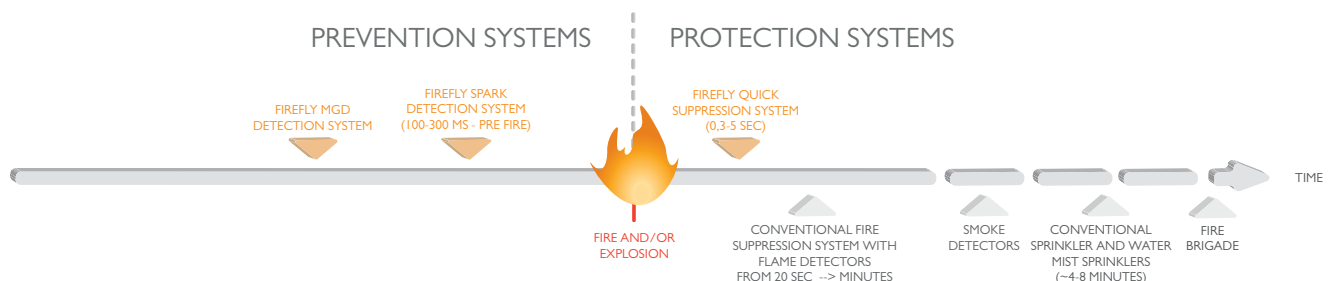 PREVENTION SYSTEMS
PROTECTION SYSTEMS
FIREFLY MGD
DETECTION SYSTEM
FIREFLY SPARK
DETECTION SYSTEM
(100-300 MS - PRE FIRE)
FIREFLY QUICK
SUPPRESSION SYSTEM
(0,3-5 SEC)
TIME
FIRE AND/OR
EXPLOSION
CONVENTIONAL FIRE
SUPPRESSION SYSTEM WITH
FLAME DETECTORS
FROM 20 SEC --> MINUTES
SMOKE
DETECTORS
CONVENTIONAL
SPRINKLER AND WATER
MIST SPRINKLERS
(~4-8 MINUTES)
FIRE
BRIGADE